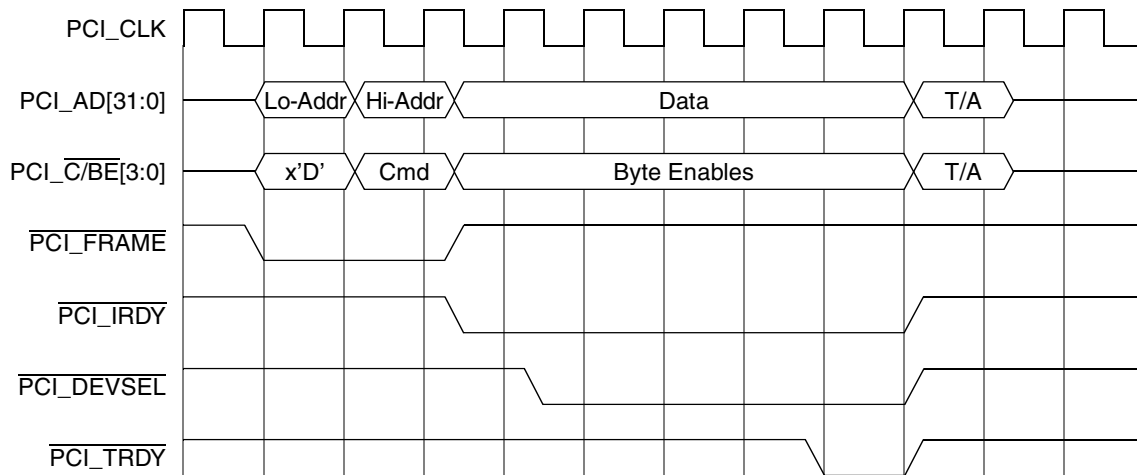 PCI_CLK
PCI_AD[31:0] Lo-Addr Hi-Addr Data T/A
PCI_C/BE[3:0] x'D' Cmd Byte Enables T/A
PCI_FRAME
PCI_IRDY
PCI_DEVSEL
PCI_TRDY